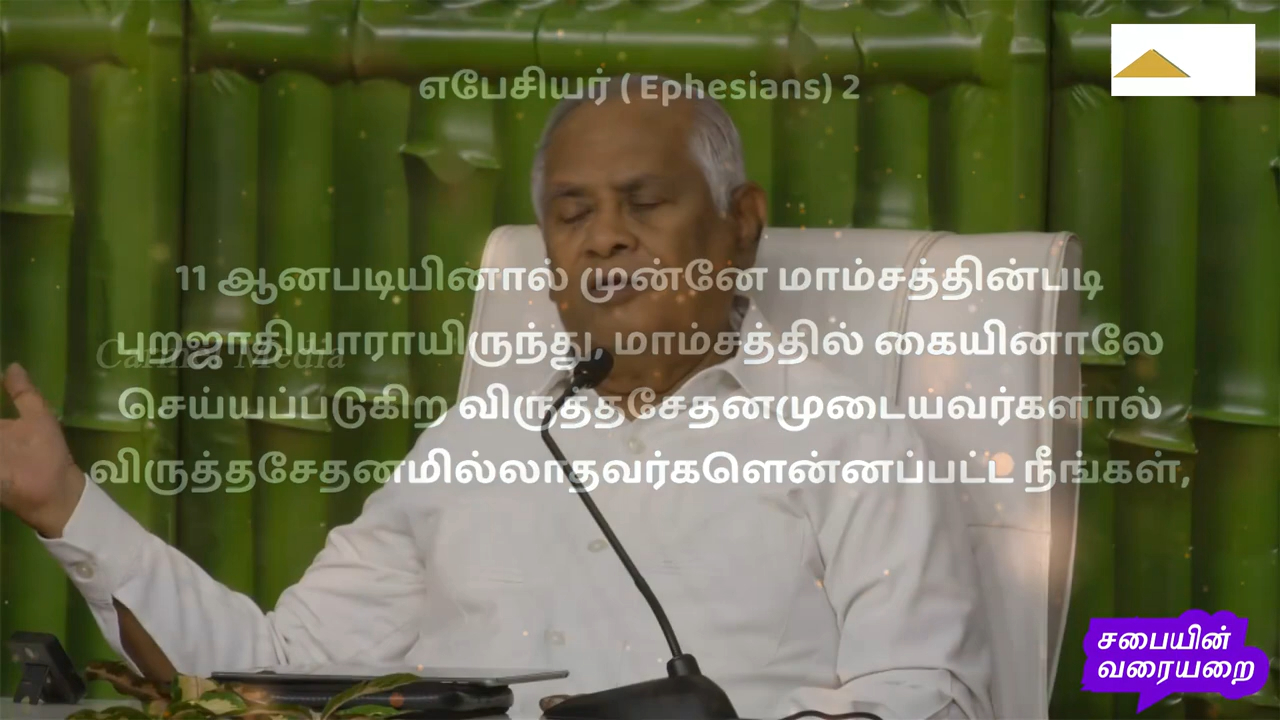 எபேசியர் ( Ephesians) 2
11 ஆனபடியினால் முன்னே மாம்சத்தின்படி
புறஜாதியாராயிருந்து, மாம்சத்தில் கையினாலே
செய்யப்படுகிற விருத்தசேதனமுடையவர்களால்
விருத்தசேதனமில்லாதவர்களென்னப்பட்ட நீங்கள்,
சபையின்
வரையறை